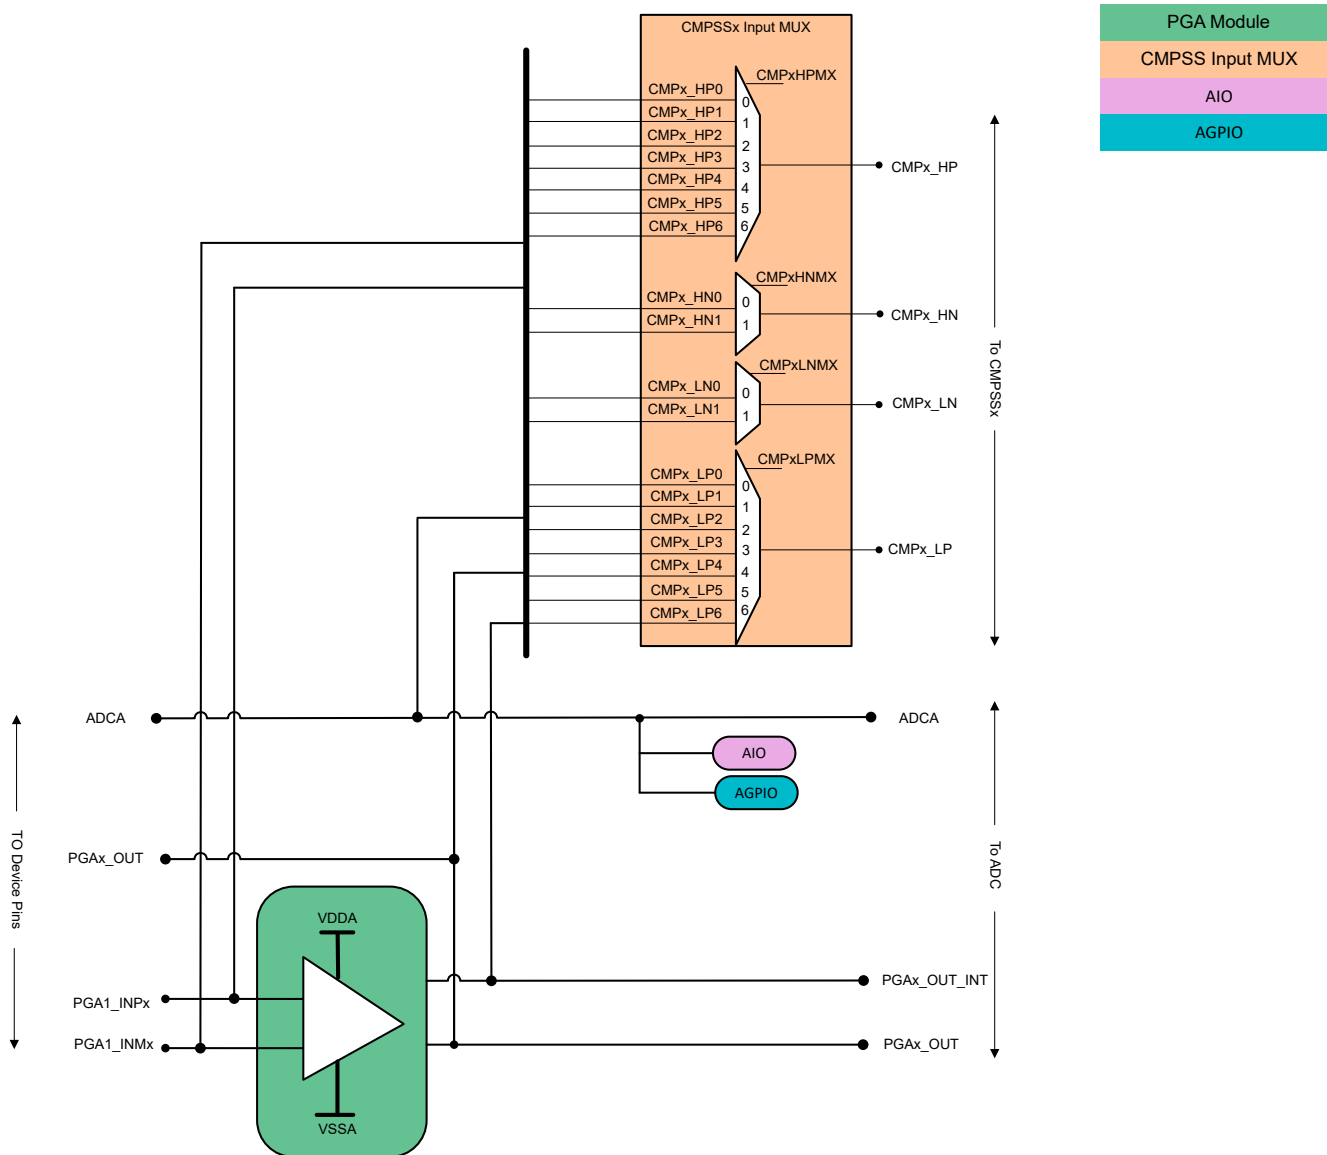 CMPSSx Input MUX
PGA Module
CMPSS Input MUX
AIO
AGPIO
CMPxHPMX
CMPx_HP0
0
CMPx_HP1
1
CMPx_HP2
2
CMPx_HP3
3
CMPx_HP4
4
CMPx_HP5
5
CMPx_HP6
6
CMPx_HP
CMPxHNMX
CMPx_HN0
0
CMPx_HN1
1
CMPx_HN
CMPxLNMX
CMPx_LN0
0
CMPx_LN1
1
CMPx_LN
CMPxLPMX
CMPx_LP0
0
CMPx_LP1
1
CMPx_LP2
2
CMPx_LP3
3
CMPx_LP4
4
CMPx_LP5
5
CMPx_LP6
6
CMPx_LP
To CMPSSx
ADCA
ADCA
AIO
AGPIO
TO Device Pins
PGAx_OUT
To ADC
VDDA
PGA1_INPx
PGA1_INMx
VSSA
PGAx_OUT_INT
PGAx_OUT